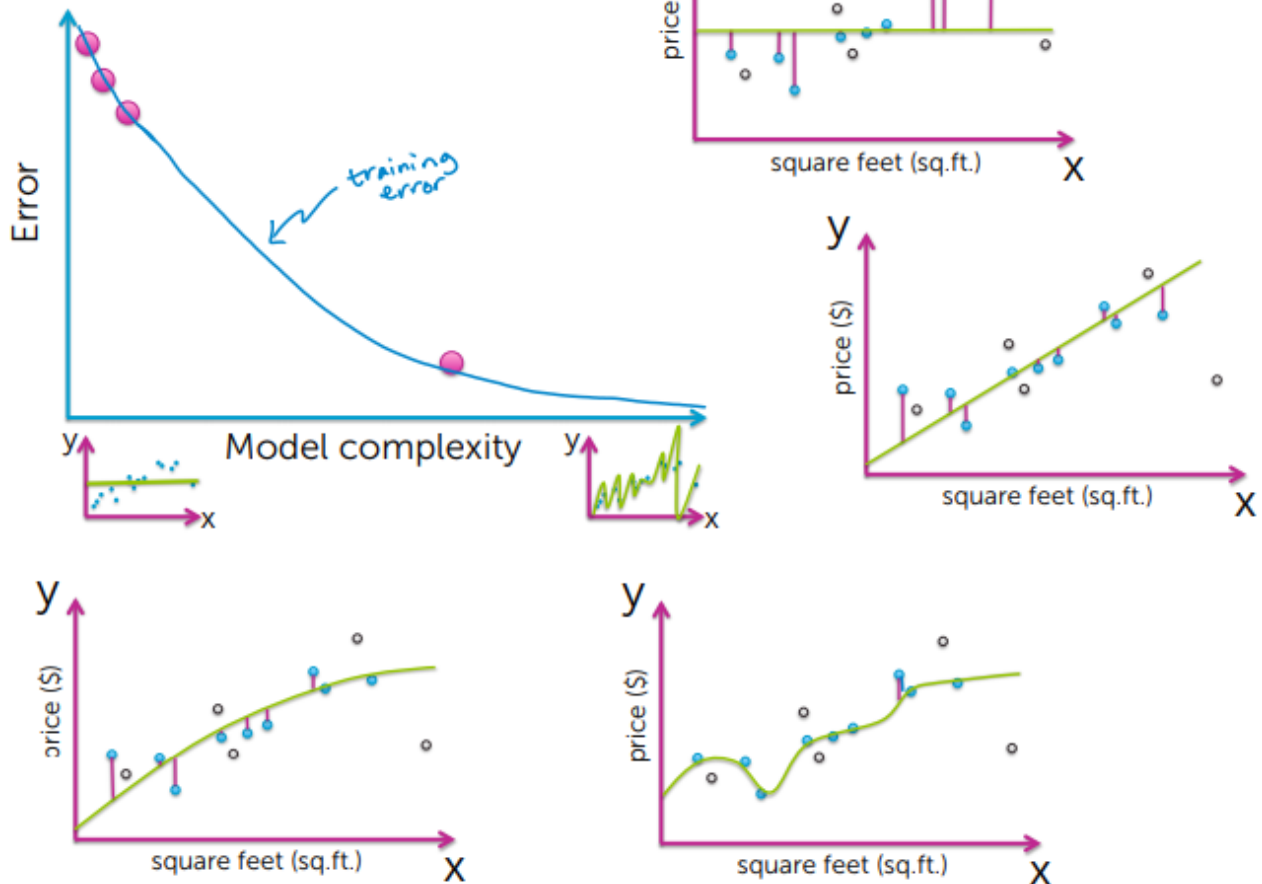 Error
training
error
Model complexity
y
x
y
x
price
square feet (sq.ft.)
x
y
price ($)
square feet (sq.ft.)
x
y
price ($)
square feet (sq.ft.)
x
y
price ($)
square feet (sq.ft.)
x